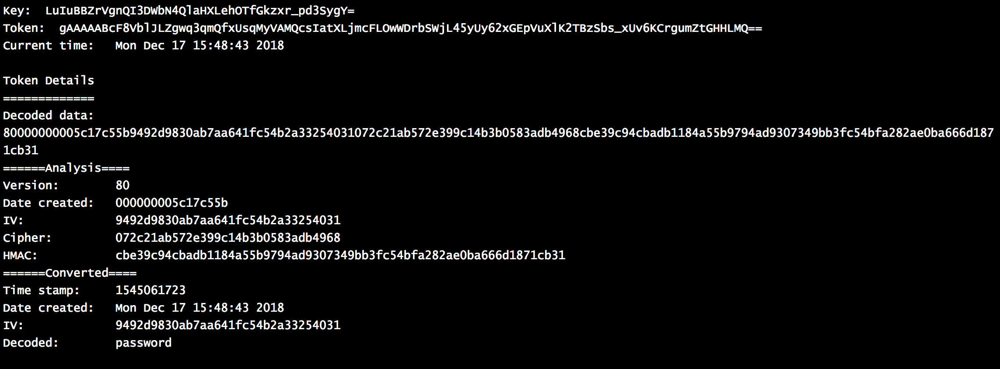 Key:  LuIuBBZrVgnQI3DWbN4QlaHXLehOTfGkzxr_pd3SygY=
Token:  gAAAAABcF8VblJLZgwq3qmQfxUsqMyVAMQcsIatXLjmcFLOwWDrbSWjL45yUy62xGEpVuXlK2TBzSbs_xUv6KCrgumZtGHHLMQ==
Current time:   Mon Dec 17 15:48:43 2018
Token Details
=============
Decoded data:
80000000005c17c55b9492d9830ab7aa641fc54b2a33254031072c21ab572e399c14b3b0583adb4968cbe39c94cbadb1184a55b9794ad9307349bb3fc54bfa282ae0ba666d187
1cb31
======Analysis====
Version:        80
Date created:   000000005c17c55b
IV:             9492d9830ab7aa641fc54b2a33254031
Cipher:         072c21ab572e399c14b3b0583adb4968
HMAC:           cbe39c94cbadb1184a55b9794ad9307349bb3fc54bfa282ae0ba666d1871cb31
======Converted====
Time stamp:     1545061723
Date created:   Mon Dec 17 15:48:43 2018
IV:             9492d9830ab7aa641fc54b2a33254031
Decoded:        password